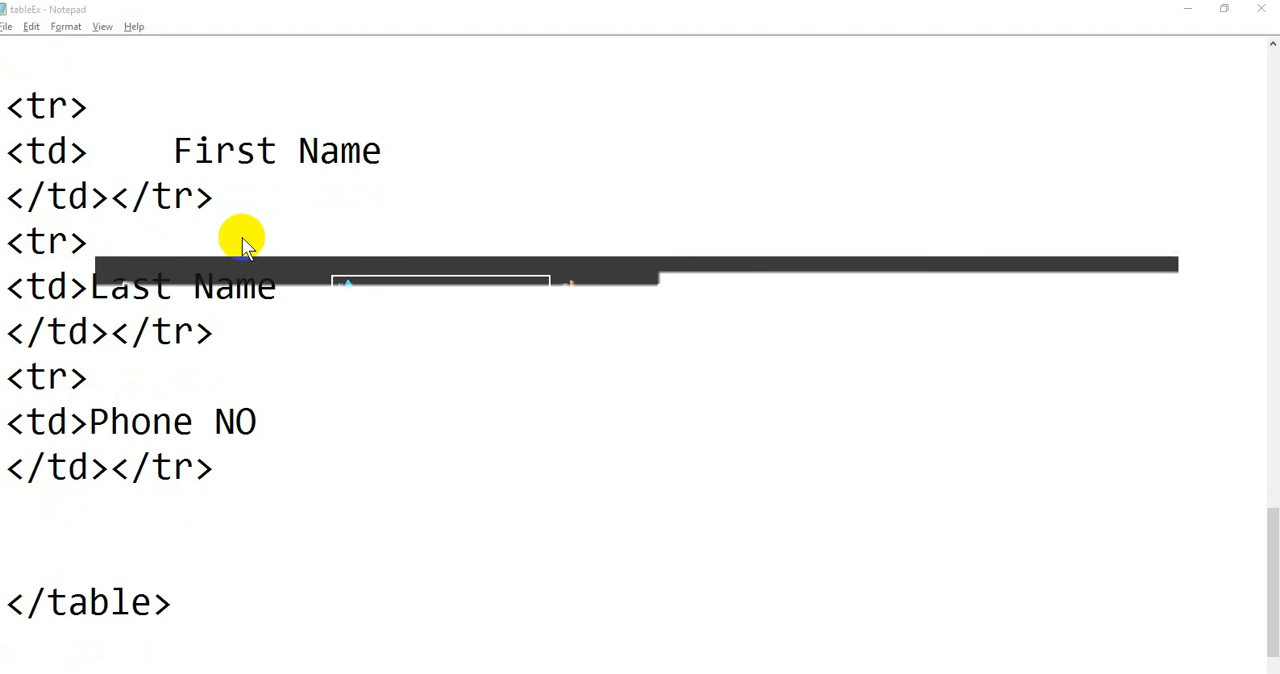 tableEx - Notepad
File Edit Format View Help
<tr>
<td>    First Name
</td></tr>
<tr>
<td>Last Name
</td></tr>
<tr>
<td>Phone NO
</td></tr>
</table>